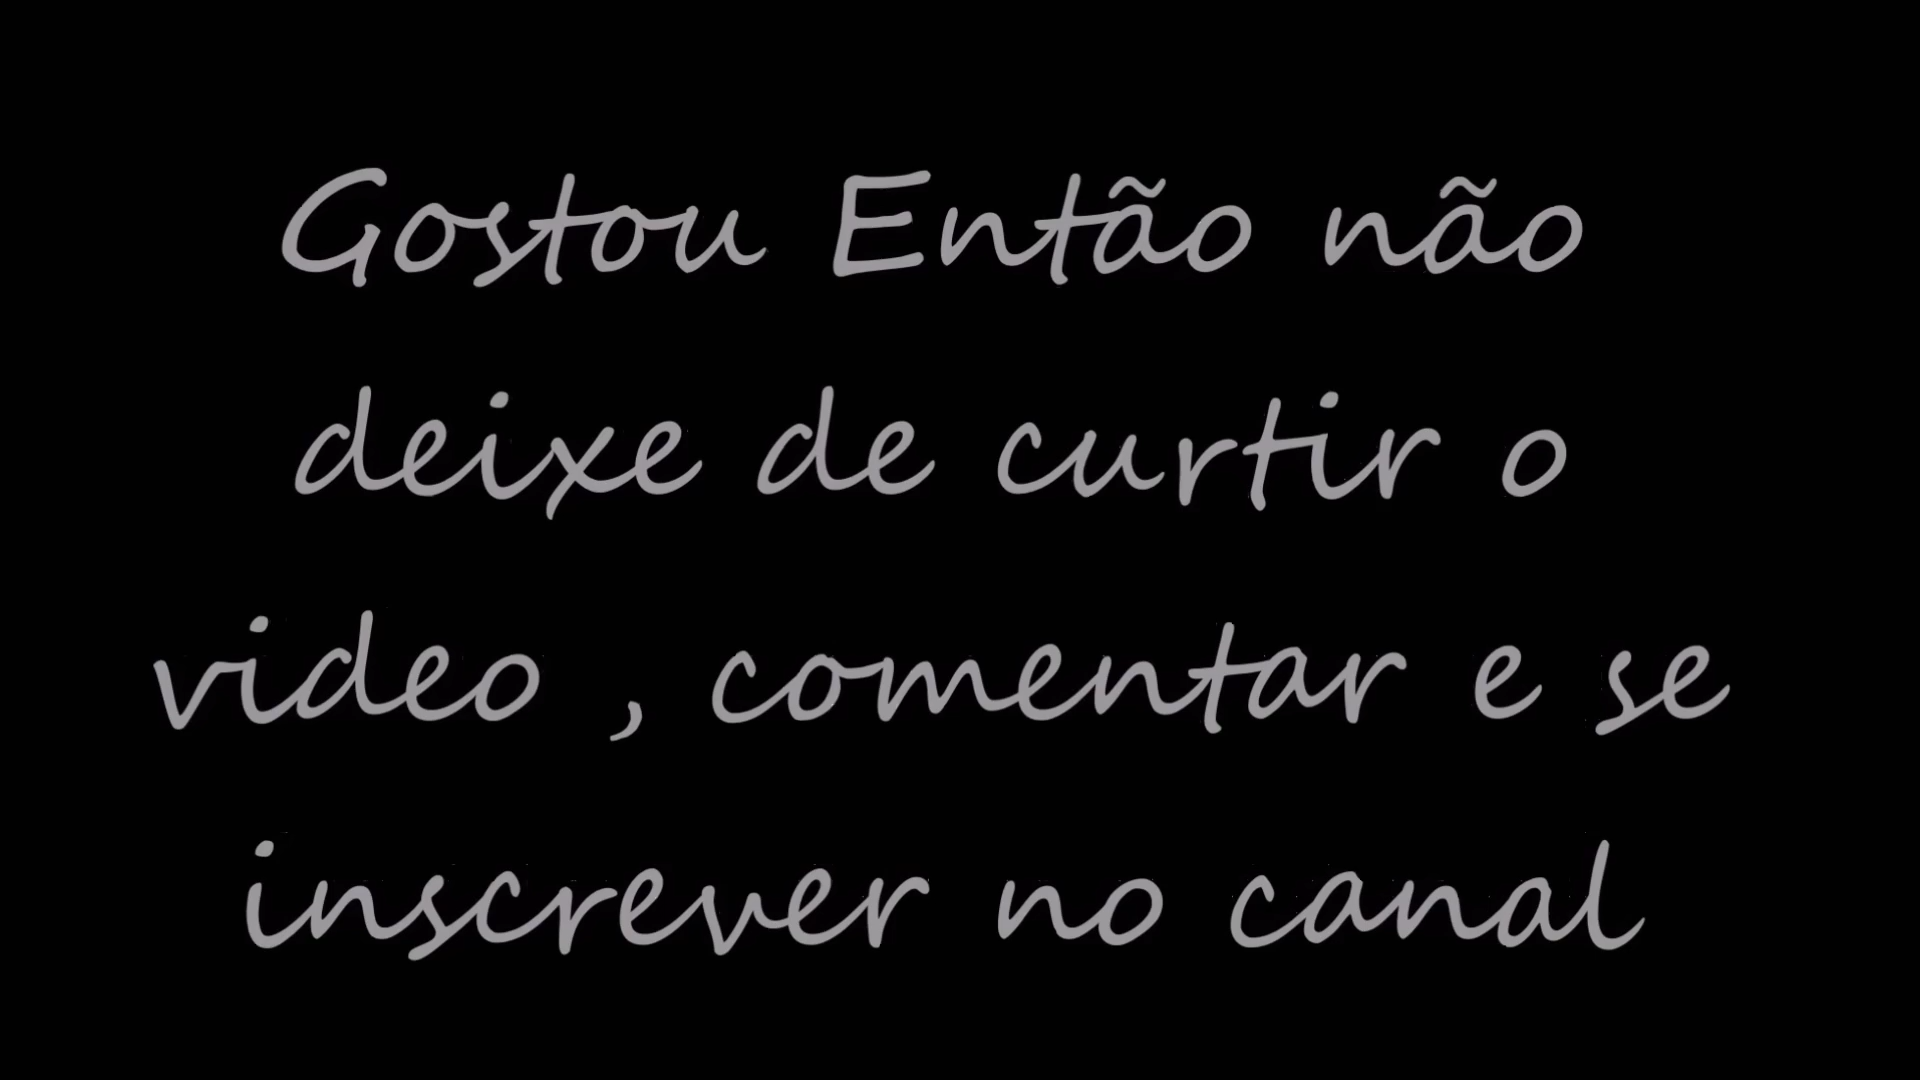 Gostou Então não
deixe de curtir o
video , comentar e se
inscrever no canal